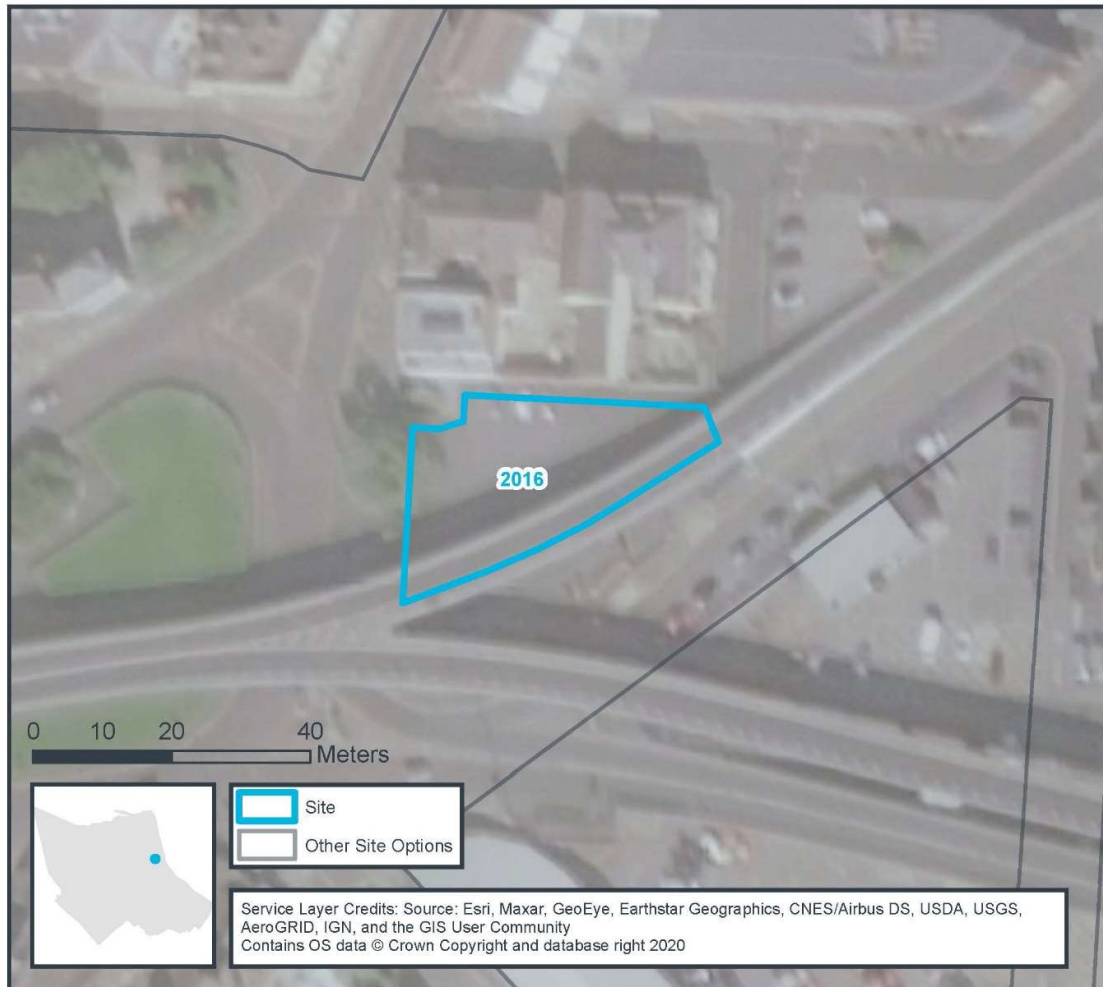 2016
0 10 20 40
Meters
Site
Other Site Options
Service Layer Credits: Source: Esri, Maxar, GeoEye, Earthstar Geographics, CNES/Airbus DS, USDA, USGS,
AeroGRID, IGN, and the GIS User Community
Contains OS data © Crown Copyright and database right 2020